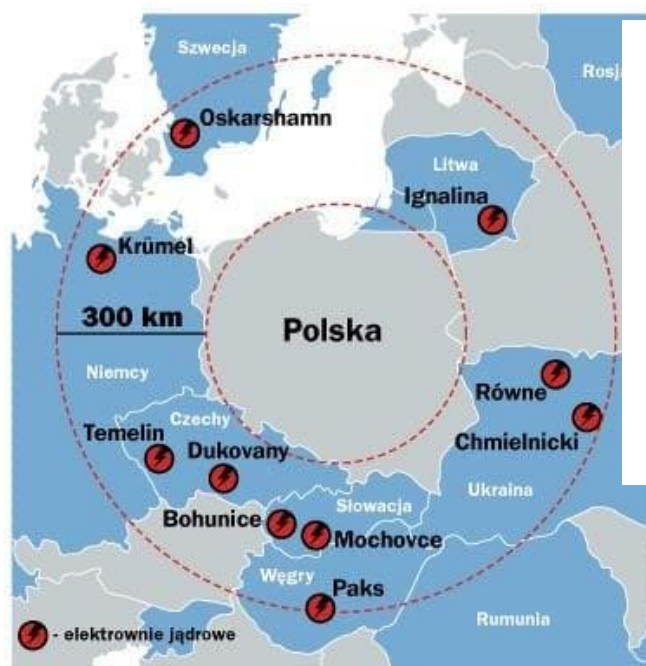 Szwecja
Rosja
Oskarshamn
Litwa
Ignalina
Krümel
300 km
Polska
Niemcy
Równe
Czechy
Temelin
Dukovany
Chmielnicki
Słowacja
Ukraina
Bohunice
Mochovce
Węgry
Paks
Rumunia
- elektrownie jądrowe